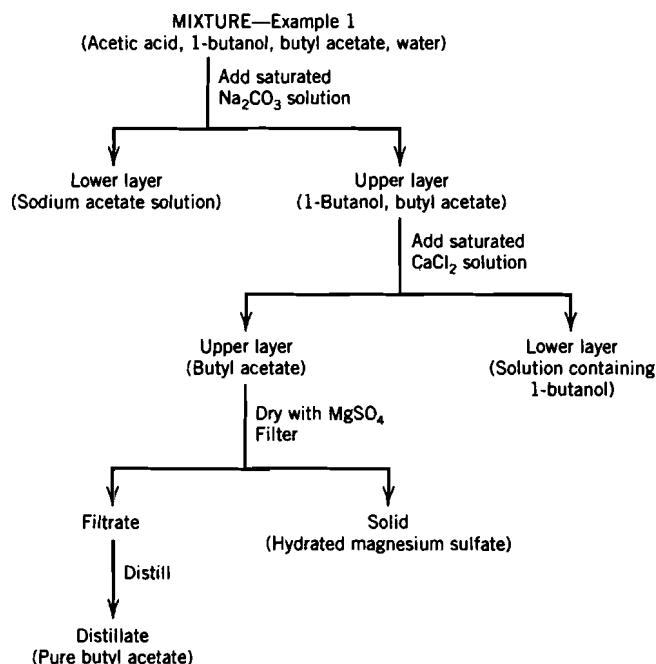 MIXTURE—Example 1
(Acetic acid, 1-butanol, butyl acetate, water)
Add saturated
Na₂CO₃ solution
Lower layer
(Sodium acetate solution)
Upper layer
(1-Butanol, butyl acetate)
Add saturated
CaCl₂ solution
Upper layer
(Butyl acetate)
Lower layer
(Solution containing
1-butanol)
Dry with MgSO₄
Filter
Filtrate
Solid
(Hydrated magnesium sulfate)
Distill
Distillate
(Pure butyl acetate)